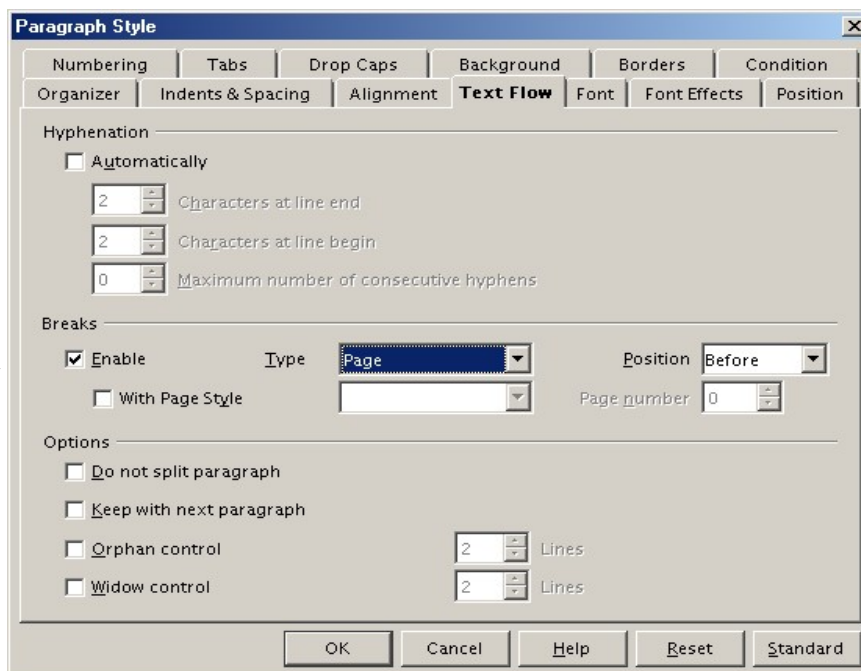 Paragraph Style
Numbering Tabs Drop Caps Background Borders Condition
Organizer Indents & Spacing Alignment Text Flow Font Font Effects Position
Hyphenation
Automatically
2 Characters at line end
2 Characters at line begin
0 Maximum number of consecutive hyphens
Breaks
Enable Type Page Position Before
With Page Style Page number 0
Options
Do not split paragraph
Keep with next paragraph
Orphan control 2 Lines
Widow control 2 Lines
OK Cancel Help Reset Standard